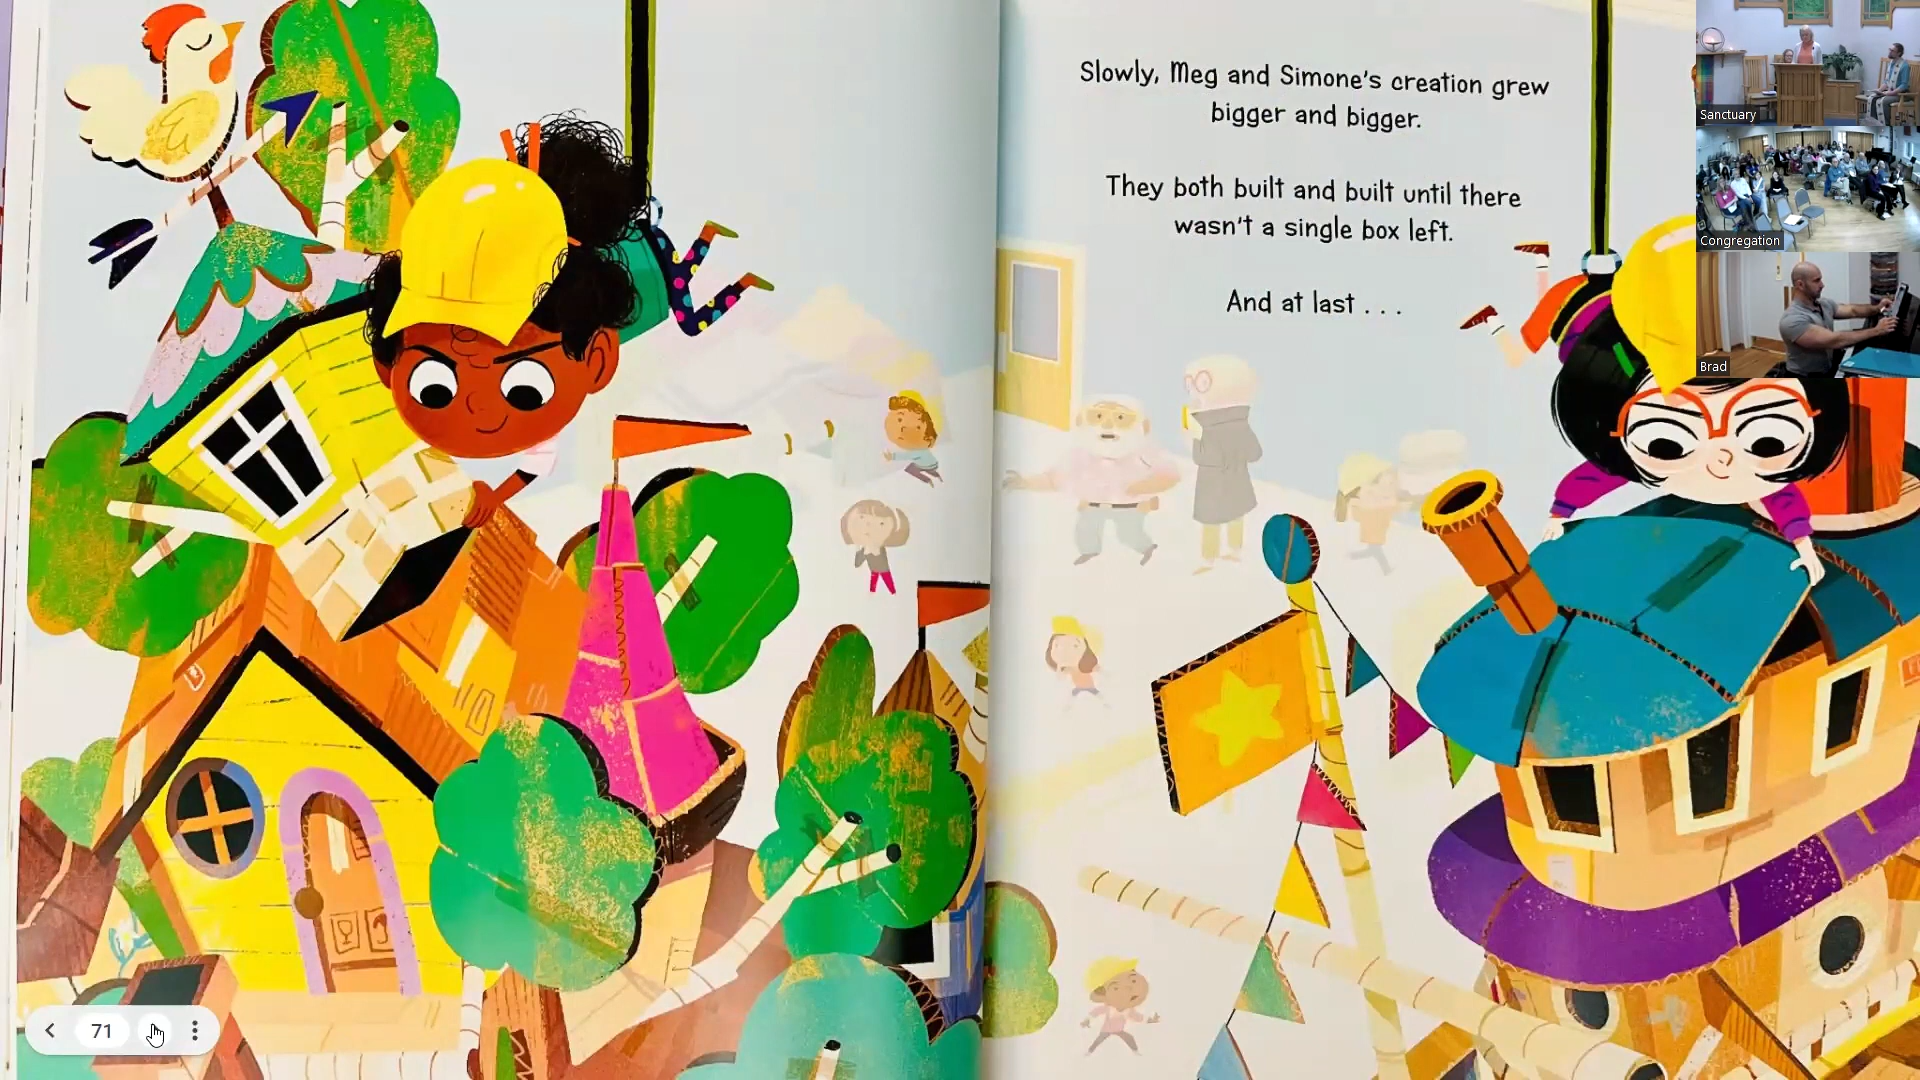 Slowly, Meg and Simone's creation grew
bigger and bigger.
They both built and built until there
wasn't a single box left.
And at last . . .
Sanctuary
Congregation
Brad
71